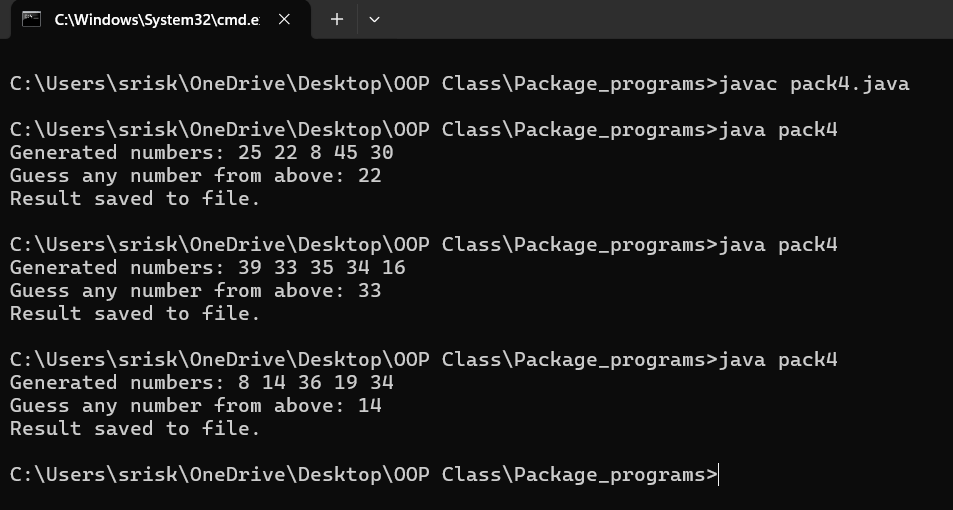 C:\Windows\System32\cmd.e
C:\Users\srisk\OneDrive\Desktop\OOP Class\Package_programs>javac pack4.java
C:\Users\srisk\OneDrive\Desktop\OOP Class\Package_programs>java pack4
Generated numbers: 25 22 8 45 30
Guess any number from above: 22
Result saved to file.
C:\Users\srisk\OneDrive\Desktop\OOP Class\Package_programs>java pack4
Generated numbers: 39 33 35 34 16
Guess any number from above: 33
Result saved to file.
C:\Users\srisk\OneDrive\Desktop\OOP Class\Package_programs>java pack4
Generated numbers: 8 14 36 19 34
Guess any number from above: 14
Result saved to file.
C:\Users\srisk\OneDrive\Desktop\OOP Class\Package_programs>